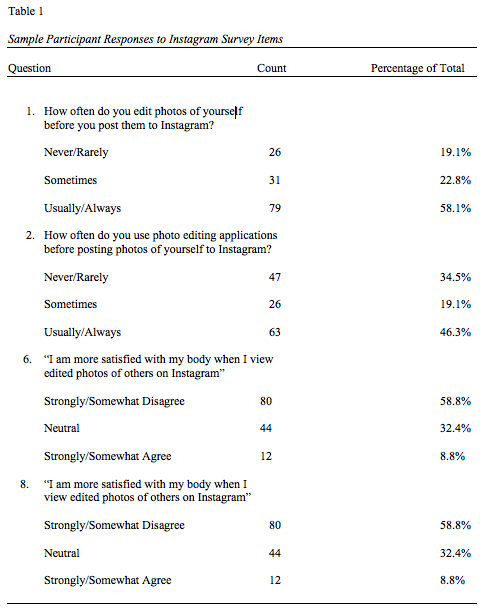 Table 1
Sample Participant Responses to Instagram Survey Items
Question Count Percentage of Total
1. How often do you edit photos of yourself
before you post them to Instagram?
Never/Rarely 26 19.1%
Sometimes 31 22.8%
Usually/Always 79 58.1%
2. How often do you use photo editing applications
before posting photos of yourself to Instagram?
Never/Rarely 47 34.5%
Sometimes 26 19.1%
Usually/Always 63 46.3%
6. “I am more satisfied with my body when I view
edited photos of others on Instagram”
Strongly/Somewhat Disagree 80 58.8%
Neutral 44 32.4%
Strongly/Somewhat Agree 12 8.8%
8. “I am more satisfied with my body when I
view edited photos of others on Instagram”
Strongly/Somewhat Disagree 80 58.8%
Neutral 44 32.4%
Strongly/Somewhat Agree 12 8.8%